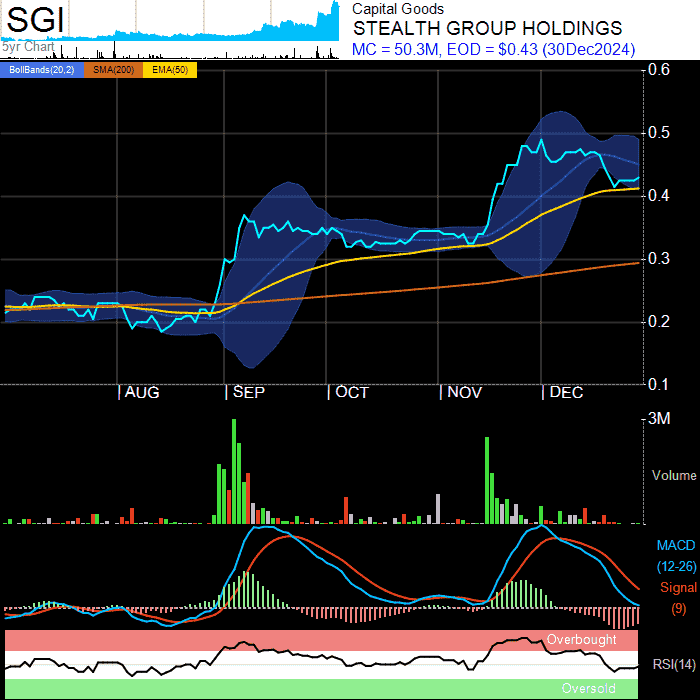 SGI
5yr Chart
Capital Goods
STEALTH GROUP HOLDINGS
MC = 50.3M, EOD = $0.43 (30Dec2024)
BollBands(20,2) SMA(200) EMA(50)
0.6
0.5
0.4
0.3
0.2
0.1
AUG SEP OCT NOV DEC
3M
Volume
MACD
(12-26)
Signal
(9)
Overbought
RSI(14)
Oversold